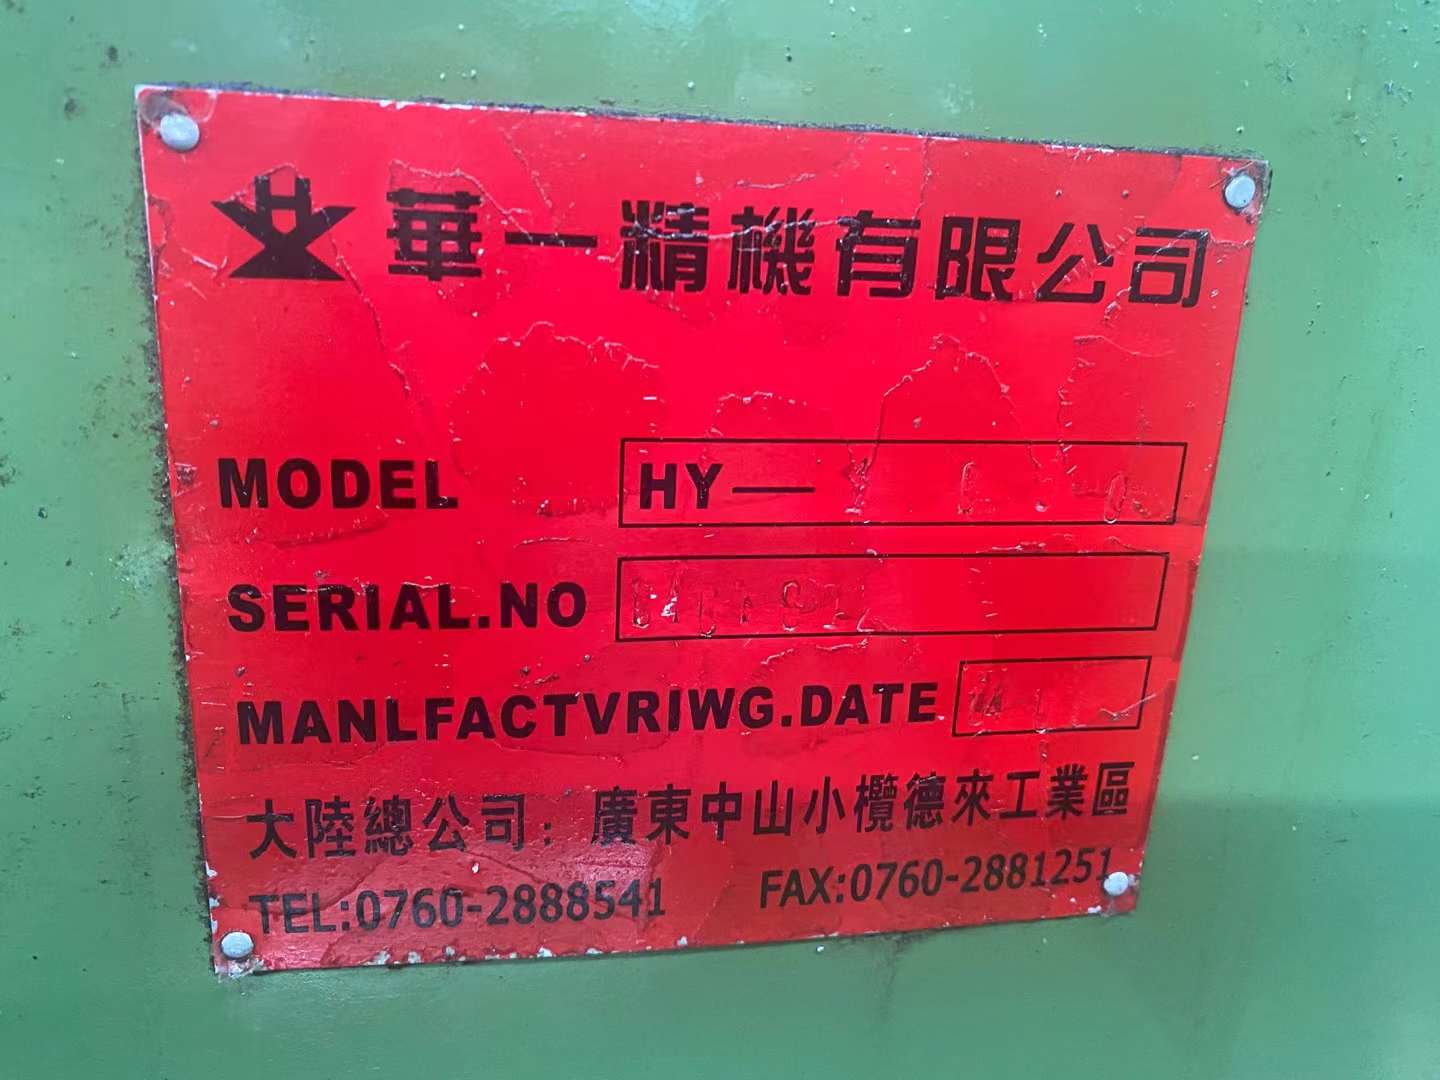 華一精機有限公司
MODEL HY—
SERIAL.NO
MANLFACTVRIWG.DATE
大陸總公司：廣東中山小欖德來工業區
TEL:0760-2888541 FAX:0760-2881251